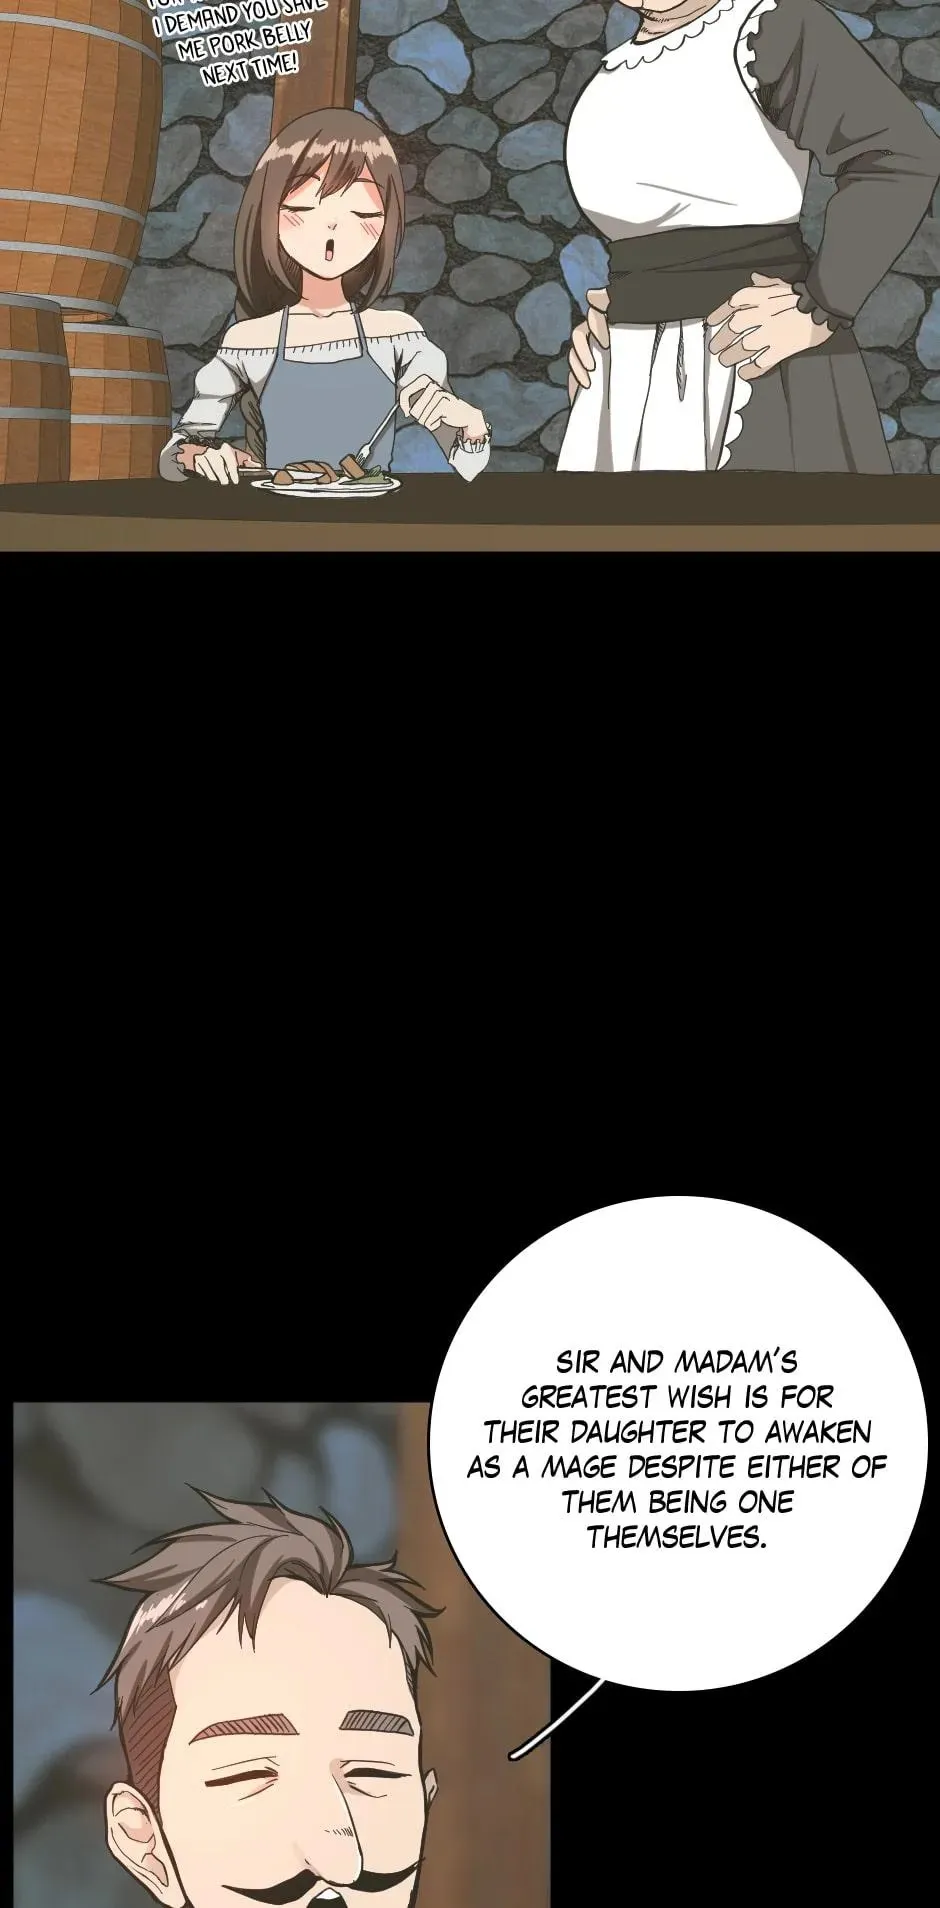 I DEMAND YOU SAVE
ME PORK BELLY
NEXT TIME!
SIR AND MADAM'S
GREATEST WISH IS FOR
THEIR DAUGHTER TO AWAKEN
AS A MAGE DESPITE EITHER OF
THEM BEING ONE
THEMSELVES.